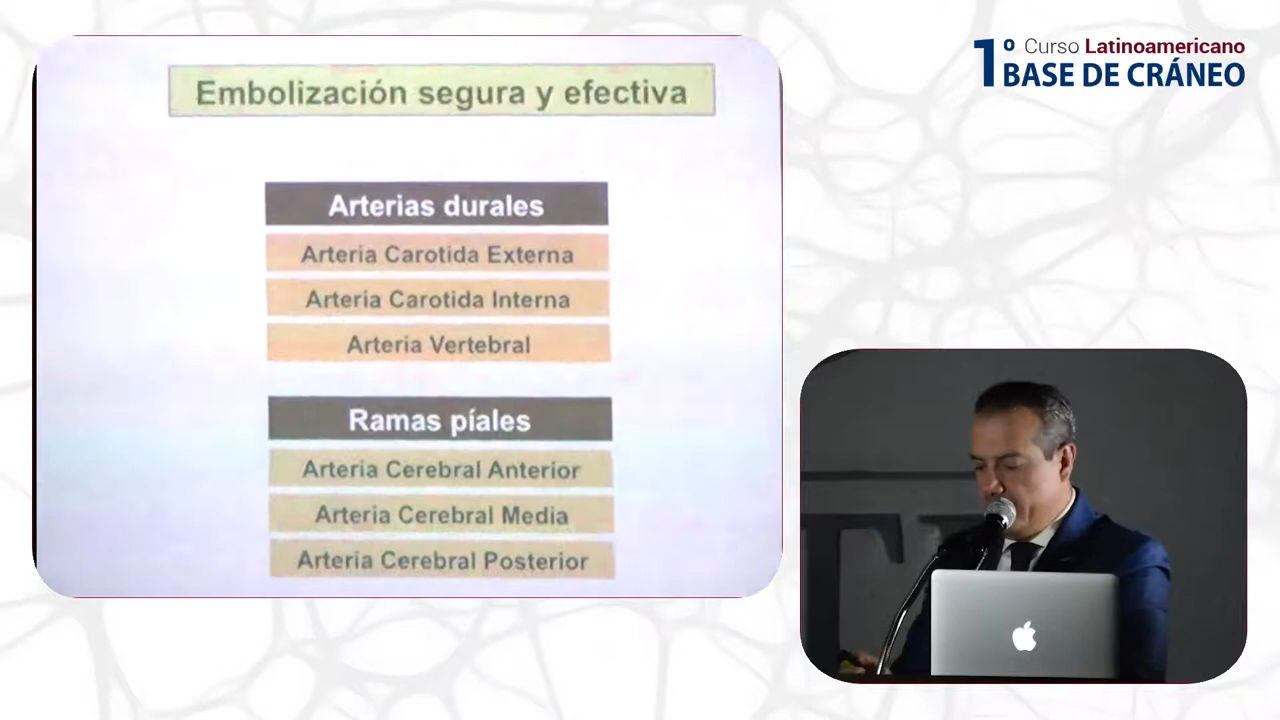 Embolización segura y efectiva
Arterias durales
Arteria Carotida Externa
Arteria Carotida Interna
Arteria Vertebral
Ramas píales
Arteria Cerebral Anterior
Arteria Cerebral Media
Arteria Cerebral Posterior
1º Curso Latinoamericano
BASE DE CRÁNEO